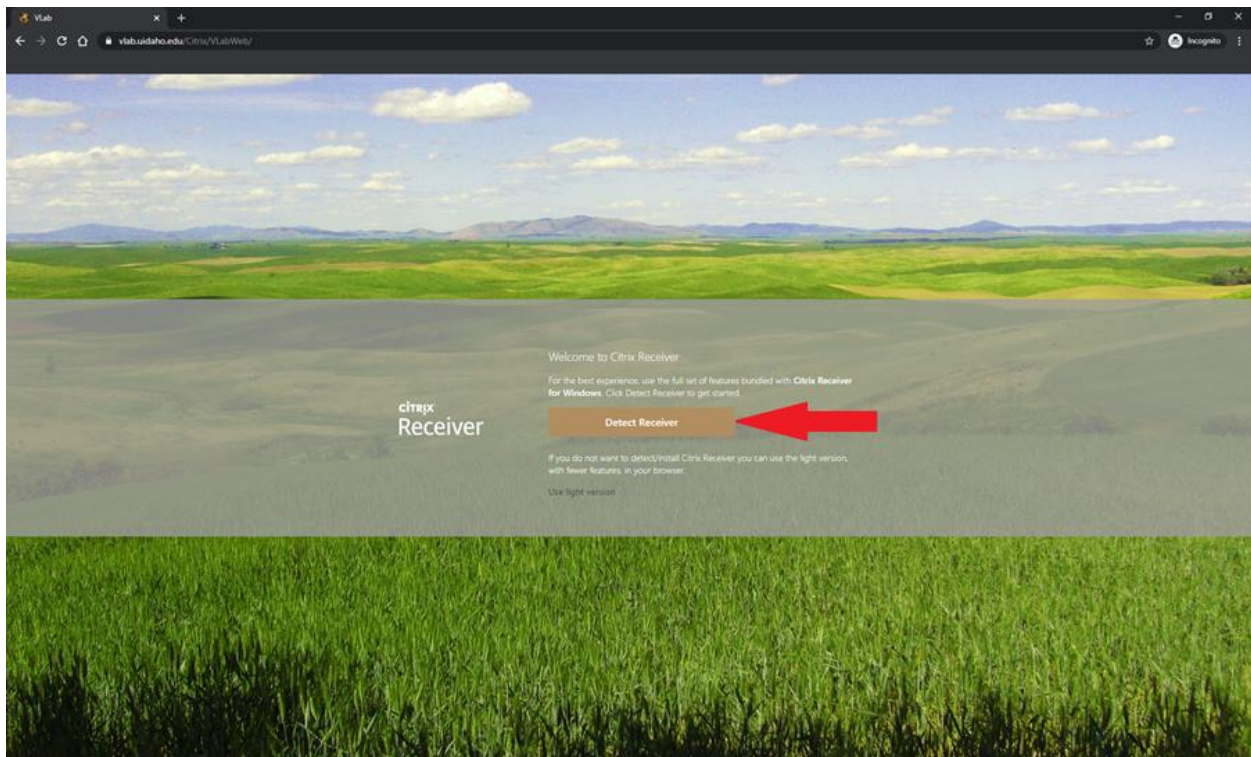 VLab
vlab.uidaho.edu/Citrix/VLabWeb/
Incognito
Welcome to Citrix Receiver
For the best experience, use the full set of features bundled with Citrix Receiver
for Windows. Click Detect Receiver to get started.
CITRIX
Receiver
Detect Receiver
If you do not want to detect/install Citrix Receiver you can use the light version,
with fewer features, in your browser.
Use light version